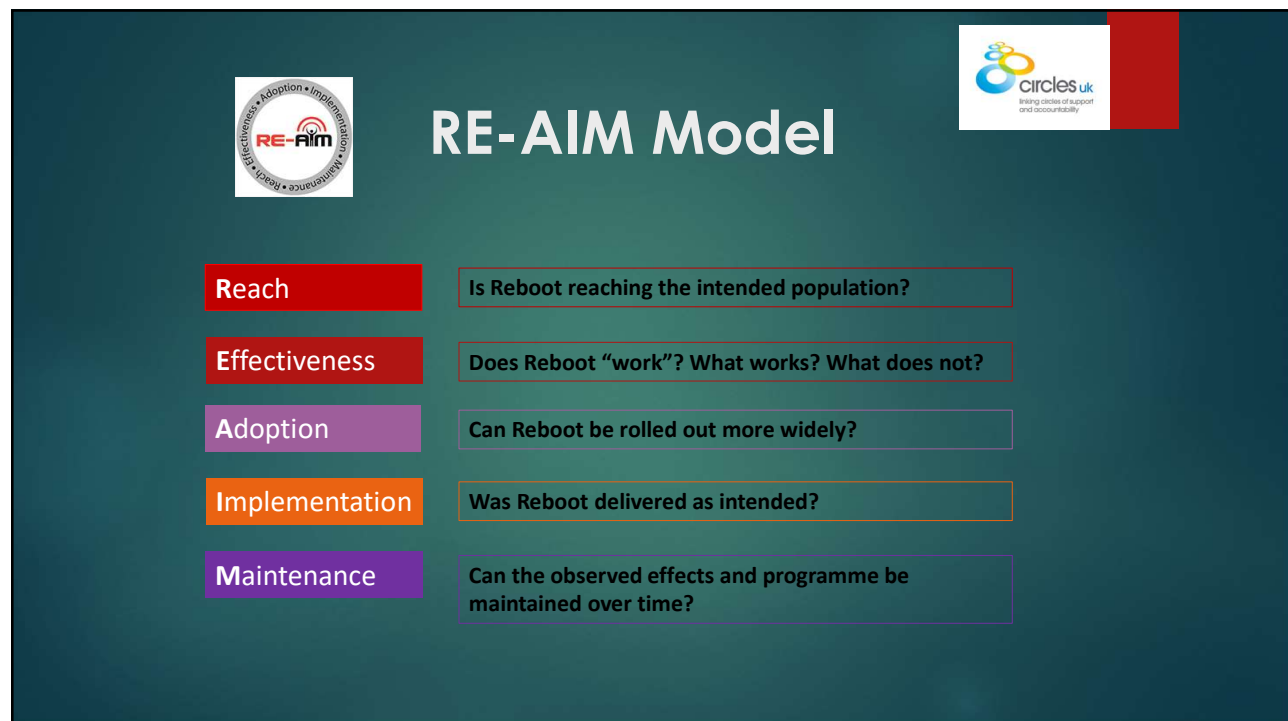 circles uk
linking circles of support
and accountability
Reach • Effectiveness • Adoption • Implementation • Maintenance •
RE-AIM
RE-AIM Model
Reach
Is Reboot reaching the intended population?
Effectiveness
Does Reboot “work”? What works? What does not?
Adoption
Can Reboot be rolled out more widely?
Implementation
Was Reboot delivered as intended?
Maintenance
Can the observed effects and programme be
maintained over time?